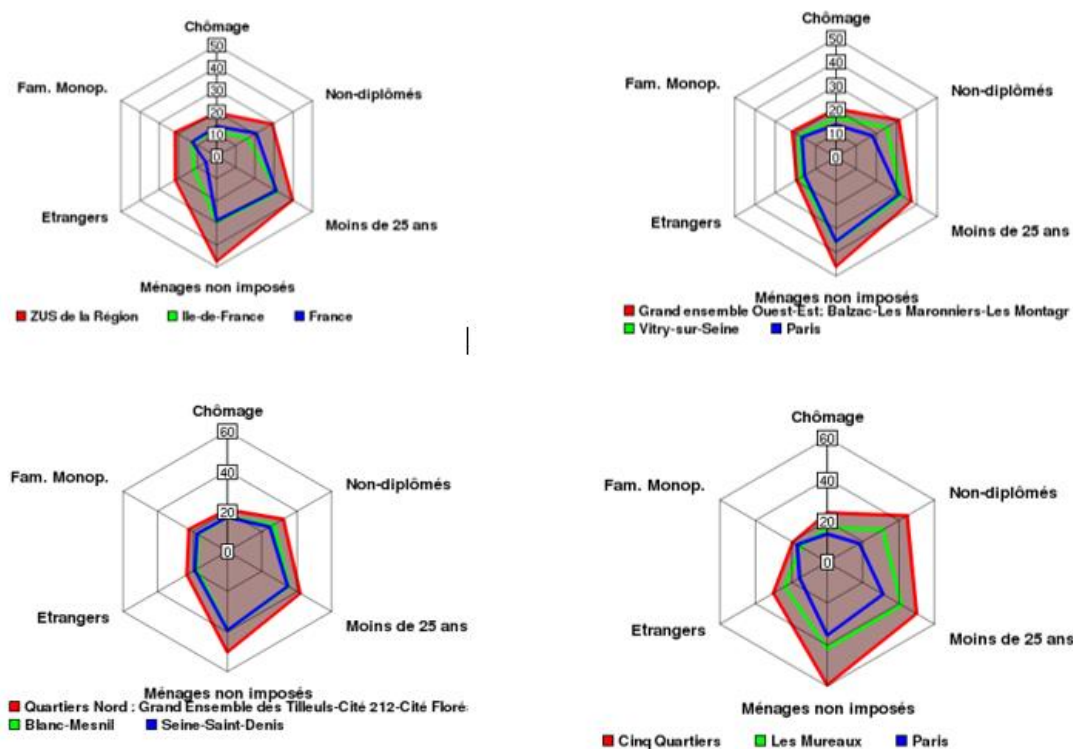 Chômage
50
40
30
20
10
0
Fam. Monop.
Non-diplômés
Etrangers
Moins de 25 ans
Ménages non imposés
ZUS de la Région Ile-de-France France
Chômage
50
40
30
20
10
0
Fam. Monop.
Non-diplômés
Etrangers
Moins de 25 ans
Ménages non imposés
Grand ensemble Ouest-Est: Balzac-Les Maronniers-Les Montagr
Vitry-sur-Seine Paris
Chômage
60
40
20
0
Fam. Monop.
Non-diplômés
Etrangers
Moins de 25 ans
Ménages non imposés
Quartiers Nord : Grand Ensemble des Tilleuls-Cité 212-Cité Floré
Blanc-Mesnil Seine-Saint-Denis
Chômage
60
40
20
0
Fam. Monop.
Non-diplômés
Etrangers
Moins de 25 ans
Ménages non imposés
Cinq Quartiers Les Mureaux Paris